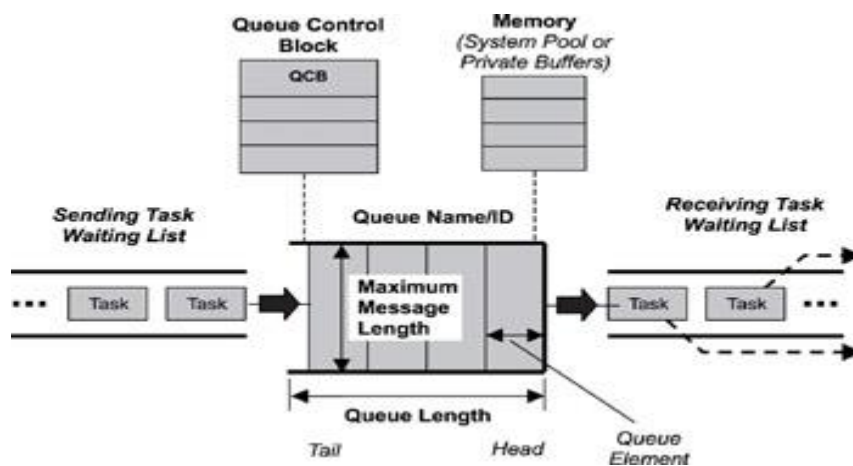 Queue Control
Block
QCB
Memory
(System Pool or
Private Buffers)
Sending Task
Waiting List
Queue Name/ID
Receiving Task
Waiting List
Task
Task
Maximum
Message
Length
Task
Task
Queue Length
Tail
Head
Queue
Element